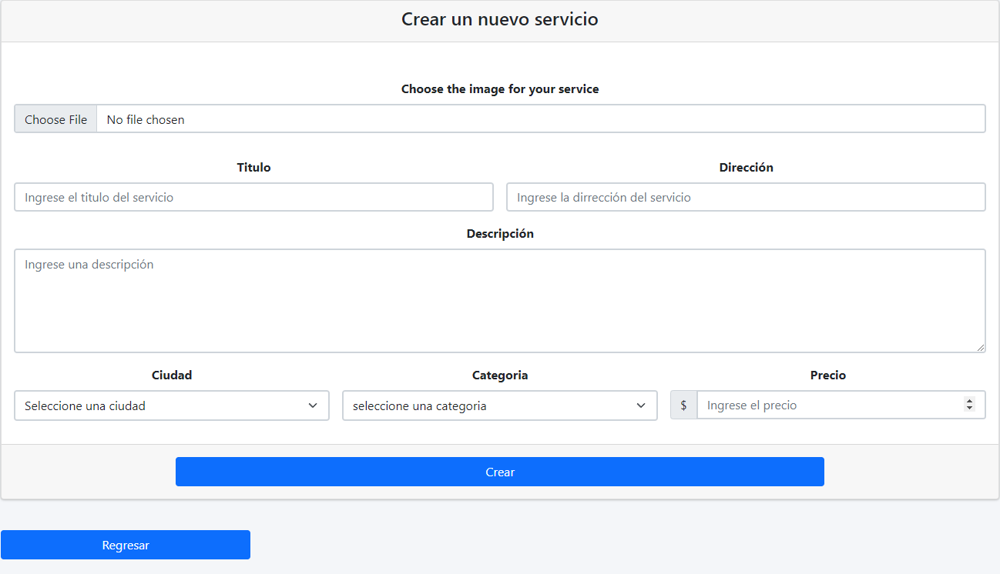 Crear un nuevo servicio
Choose the image for your service
Choose File No file chosen
Titulo Dirección
Ingrese el titulo del servicio Ingrese la dirrección del servicio
Descripción
Ingrese una descripción
Ciudad Categoria Precio
Seleccione una ciudad seleccione una categoria $ Ingrese el precio
Crear
Regresar